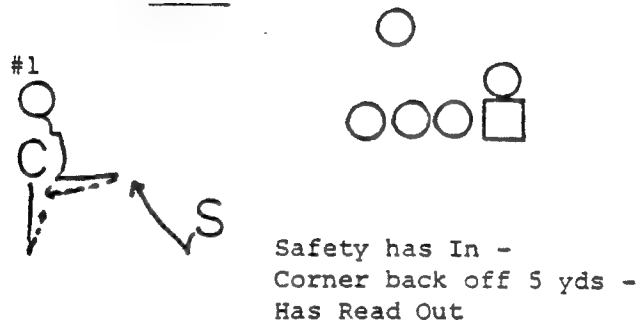 #1
C
S
Safety has In -
Corner back off 5 yds -
Has Read Out